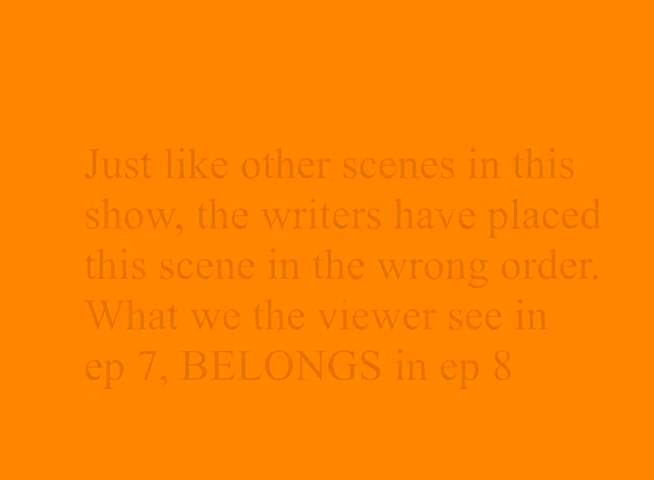 Just like other scenes in this
show, the writers have placed
this scene in the wrong order.
What we the viewer see in
ep 7, BELONGS in ep 8